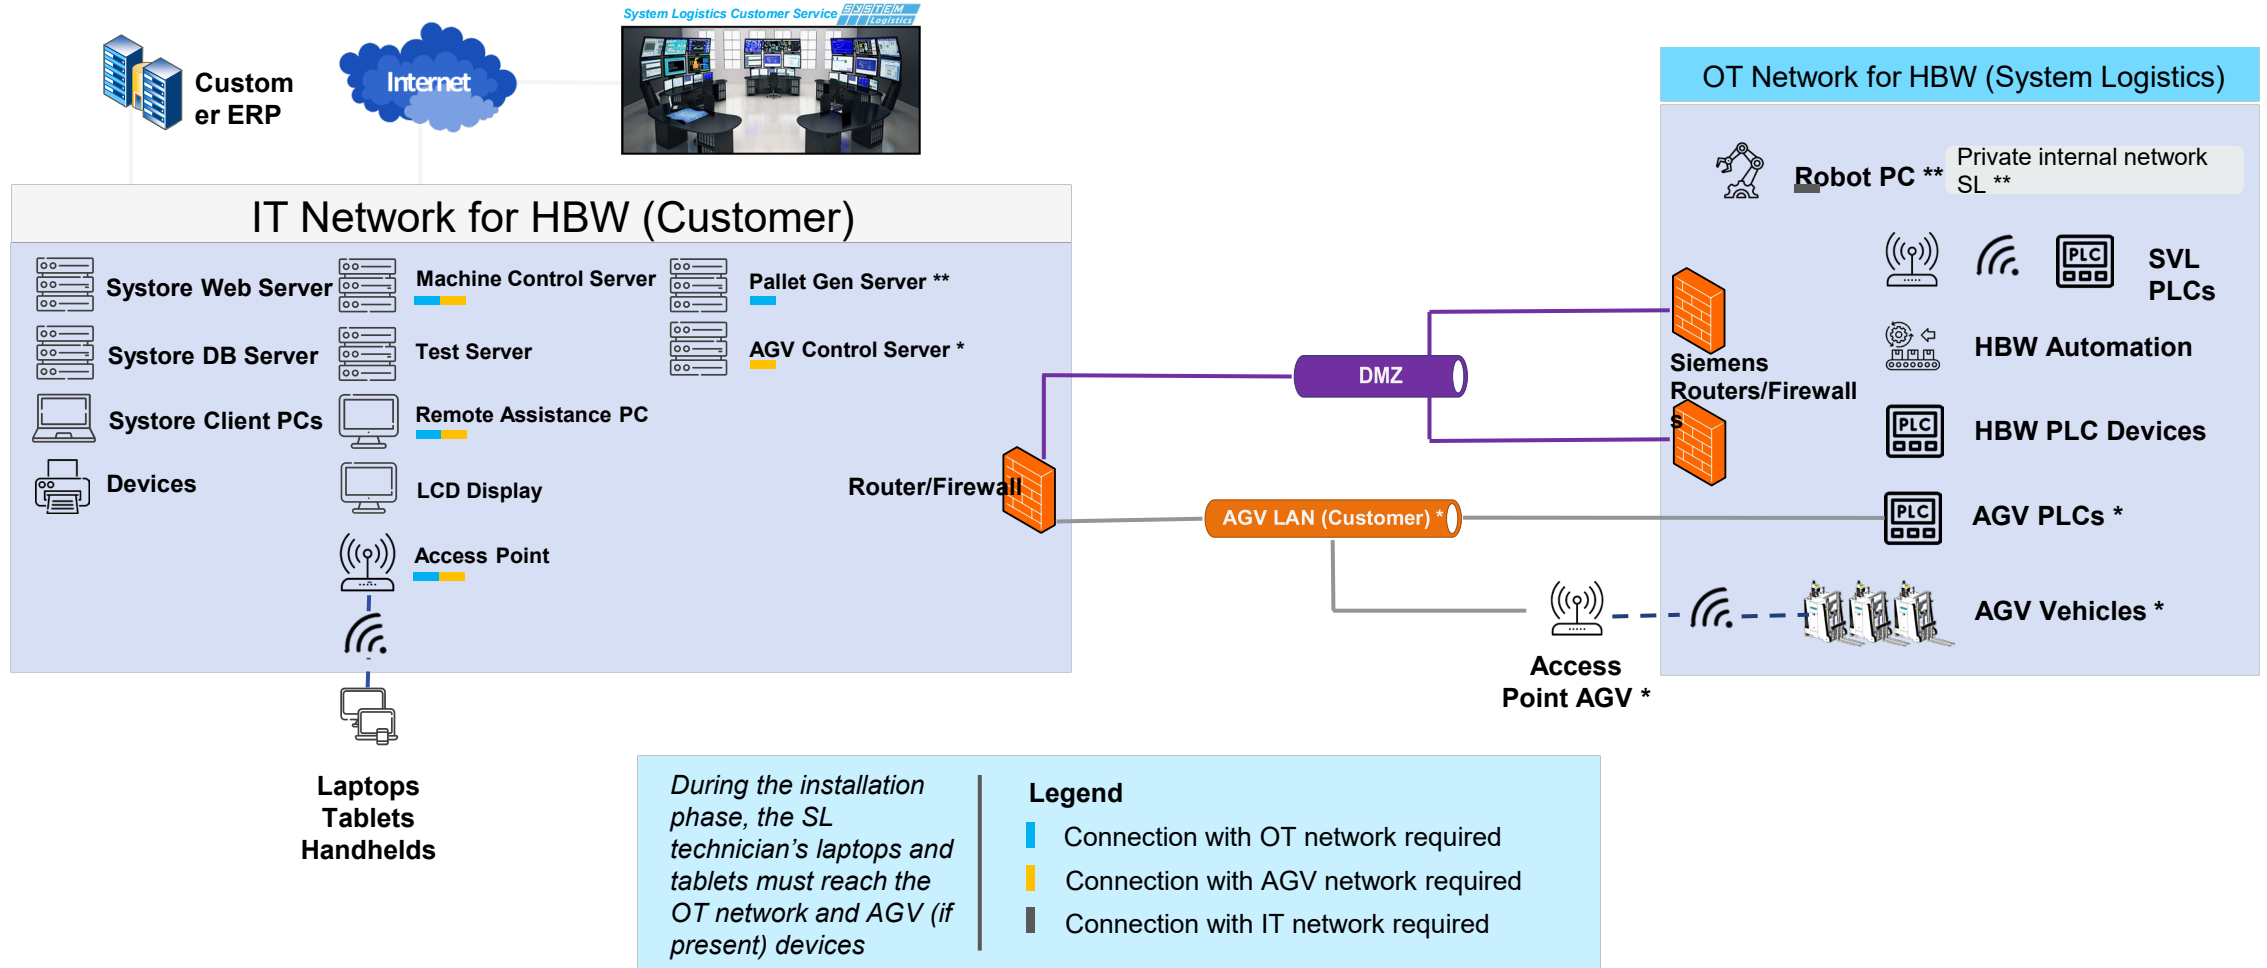 System Logistics Customer Service
SYSTEM
Logistics
Custom
er ERP
Internet
OT Network for HBW (System Logistics)
Robot PC **
Private internal network
SL **
IT Network for HBW (Customer)
Systore Web Server
Machine Control Server
Pallet Gen Server **
PLC
SVL
PLCs
Systore DB Server
Test Server
AGV Control Server *
DMZ
Siemens
Routers/Firewall
s
HBW Automation
Systore Client PCs
Remote Assistance PC
PLC
HBW PLC Devices
Devices
LCD Display
Router/Firewall
AGV LAN (Customer) *
PLC
AGV PLCs *
Access Point
AGV Vehicles *
Access
Point AGV *
Laptops
Tablets
Handhelds
During the installation
phase, the SL
technician’s laptops and
tablets must reach the
OT network and AGV (if
present) devices
Legend
Connection with OT network required
Connection with AGV network required
Connection with IT network required